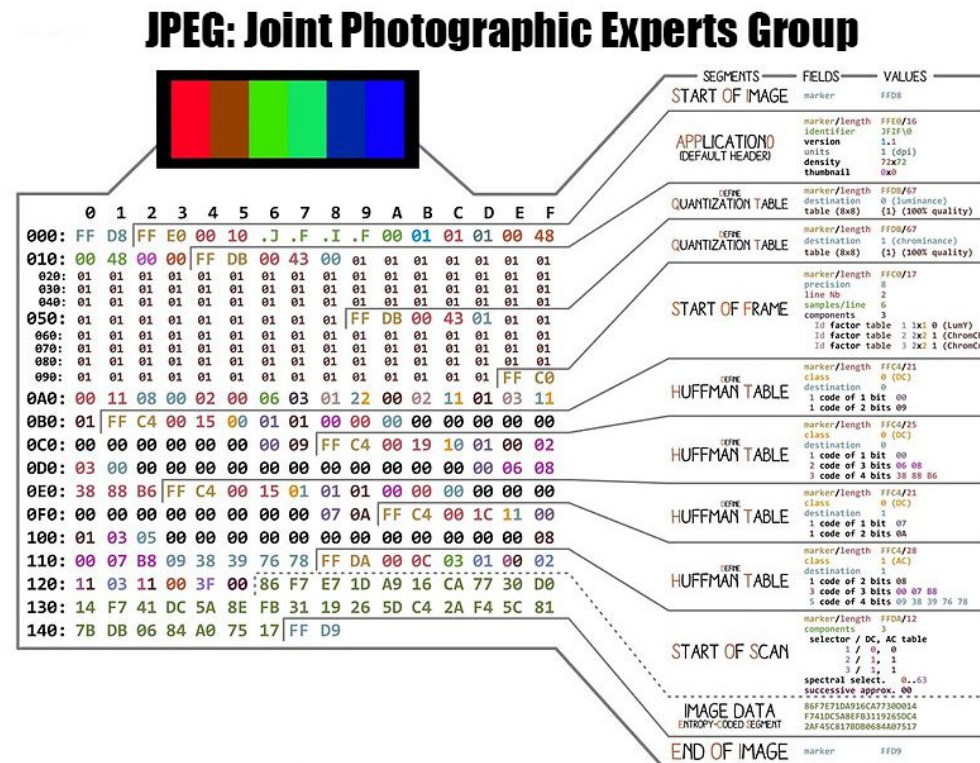 JPEG: Joint Photographic Experts Group
0 1 2 3 4 5 6 7 8 9 A B C D E F
000: FF D8 FF E0 00 10 .J .F .I .F 00 01 01 01 00 48
010: 00 48 00 00 FF DB 00 43 00 01 01 01 01 01 01 01
020: 01 01 01 01 01 01 01 01 01 01 01 01 01 01 01 01
030: 01 01 01 01 01 01 01 01 01 01 01 01 01 01 01 01
040: 01 01 01 01 01 01 01 01 01 01 01 01 01 01 01 01
050: 01 01 01 01 01 01 01 01 01 FF DB 00 43 01 01 01
060: 01 01 01 01 01 01 01 01 01 01 01 01 01 01 01 01
070: 01 01 01 01 01 01 01 01 01 01 01 01 01 01 01 01
080: 01 01 01 01 01 01 01 01 01 01 01 01 01 01 01 01
090: 01 01 01 01 01 01 01 01 01 01 01 01 01 01 FF C0
0A0: 00 11 08 00 02 00 06 03 01 22 00 02 11 01 03 11
0B0: 01 FF C4 00 15 00 01 01 00 00 00 00 00 00 00 00
0C0: 00 00 00 00 00 00 00 09 FF C4 00 19 10 01 00 02
0D0: 03 00 00 00 00 00 00 00 00 00 00 00 00 00 06 08
0E0: 38 88 B6 FF C4 00 15 01 01 01 00 00 00 00 00 00
0F0: 00 00 00 00 00 00 00 00 07 0A FF C4 00 1C 11 00
100: 01 03 05 00 00 00 00 00 00 00 00 00 00 00 00 08
110: 00 07 B8 09 38 39 76 78 FF DA 00 0C 03 01 00 02
120: 11 03 11 00 3F 00 86 F7 E7 1D A9 16 CA 77 30 D0
130: 14 F7 41 DC 5A 8E FB 31 19 26 5D C4 2A F4 5C 81
140: 7B DB 06 84 A0 75 17 FF D9
SEGMENTS FIELDS VALUES
START OF IMAGE
marker FFD8
APPLICATION0
(DEFAULT HEADER)
marker/length FFE0/16
identifier JFIF\0
version 1.1
units 1 (dpi)
density 72x72
thumbnail 0x0
DEFINE
QUANTIZATION TABLE
marker/length FFDB/67
destination 0 (luminance)
table (8x8) {1} (100% quality)
DEFINE
QUANTIZATION TABLE
marker/length FFDB/67
destination 1 (chrominance)
table (8x8) {1} (100% quality)
START OF FRAME
marker/length FFC0/17
precision 8
line Nb 2
samples/line 6
components 3
Id factor table 1 1x1 0 (LumY)
Id factor table 2 2x2 1
Id factor table 3 2x2 1
DEFINE
HUFFMAN TABLE
marker/length FFC4/21
class 0 (DC)
destination 0
1 code of 1 bit 00
1 code of 2 bits 09
DEFINE
HUFFMAN TABLE
marker/length FFC4/25
class 0 (DC)
destination 0
1 code of 1 bit 00
2 code of 3 bits 06 08
3 code of 4 bits 38 88 B6
DEFINE
HUFFMAN TABLE
marker/length FFC4/21
class 0 (DC)
destination 1
1 code of 1 bit 07
1 code of 2 bits 0A
DEFINE
HUFFMAN TABLE
marker/length FFC4/28
class 1 (AC)
destination 1
1 code of 2 bits 08
3 code of 3 bits 00 07 B8
5 code of 4 bits 09 38 39 76 78
START OF SCAN
marker/length FFDA/12
components 3
selector / DC, AC table
1 / 0, 0
2 / 1, 1
3 / 1, 1
spectral select. 0..63
successive approx. 00
IMAGE DATA
ENTROPY-CODED SEGMENT
86F7E71DA916CA7730D014
F741DC5A8EFB3119265DC4
2AF45C817BDB0684A07517
END OF IMAGE
marker FFD9